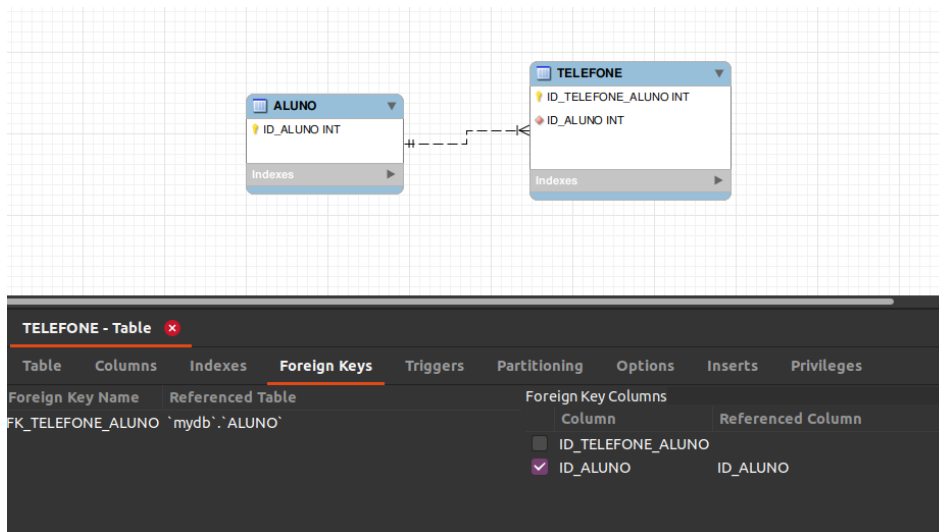 TELEFONE
ID_TELEFONE_ALUNO INT
ID_ALUNO INT
Indexes
ALUNO
ID_ALUNO INT
Indexes
TELEFONE - Table
Table Columns Indexes Foreign Keys Triggers Partitioning Options Inserts Privileges
Foreign Key Name Referenced Table
FK_TELEFONE_ALUNO `mydb`.`ALUNO`
Foreign Key Columns
Column Referenced Column
ID_TELEFONE_ALUNO
ID_ALUNO ID_ALUNO